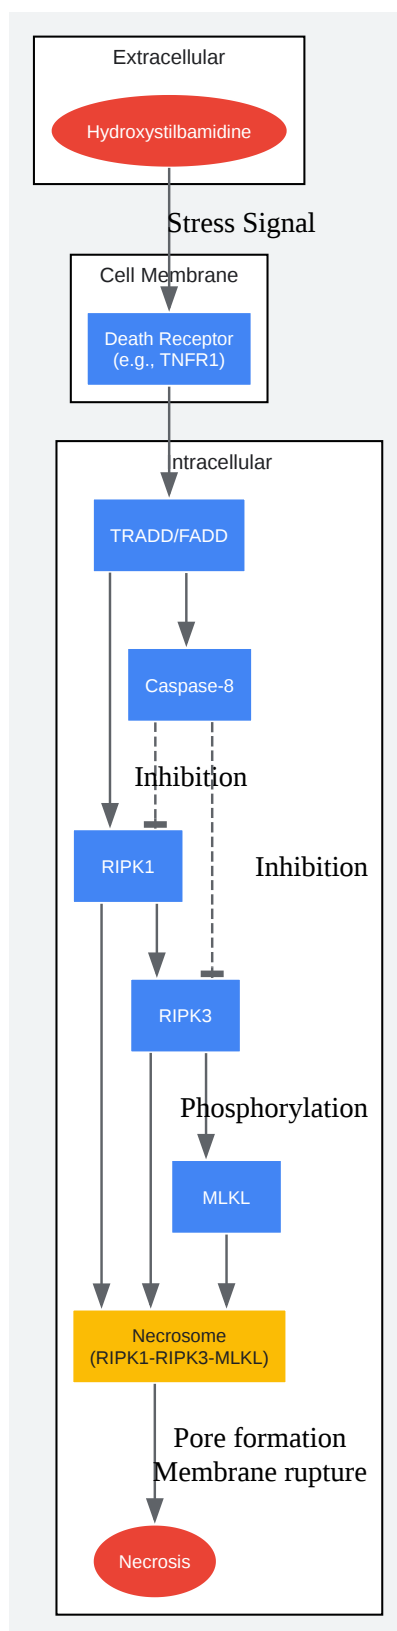 Extracellular
Hydroxystilbamidine
Stress Signal
Cell Membrane
Death Receptor
(e.g., TNFR1)
Intracellular
TRADD/FADD
Caspase-8
Inhibition
RIPK1
Inhibition
RIPK3
Phosphorylation
MLKL
Necrosome
(RIPK1-RIPK3-MLKL)
Pore formation
Membrane rupture
Necrosis